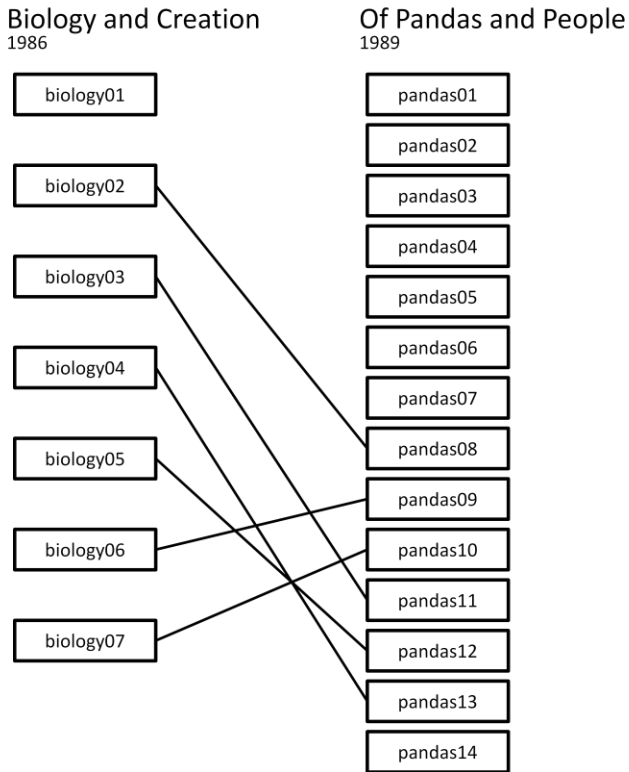 Biology and Creation
1986
biology01
biology02
biology03
biology04
biology05
biology06
biology07
Of Pandas and People
1989
pandas01
pandas02
pandas03
pandas04
pandas05
pandas06
pandas07
pandas08
pandas09
pandas10
pandas11
pandas12
pandas13
pandas14